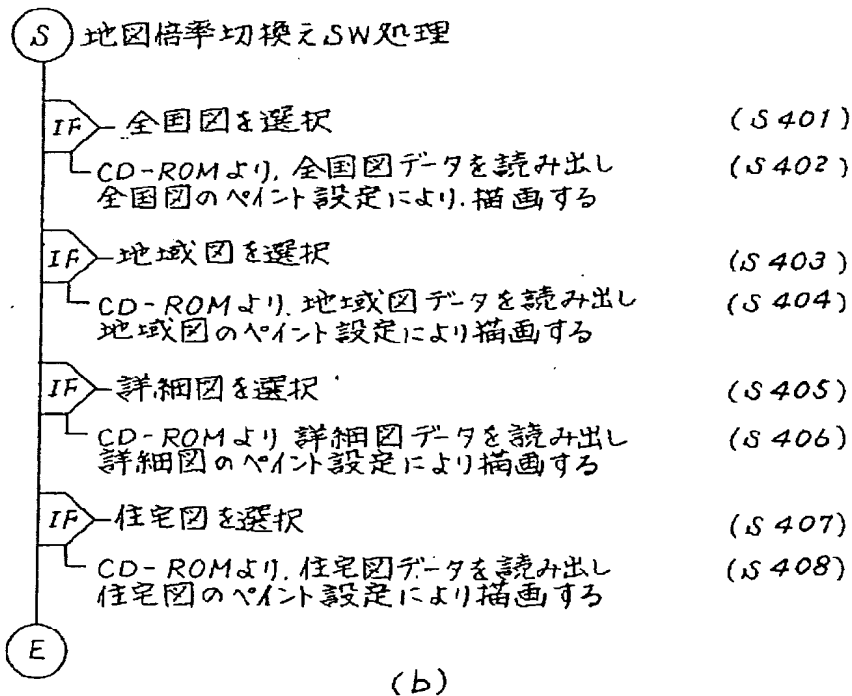 S 地図倍率切換えSW処理
IF 全国図を選択 (S401)
CD-ROMより,全国図データを読み出し (S402)
全国図のペイント設定により,描画する
IF 地域図を選択 (S403)
CD-ROMより,地域図データを読み出し (S404)
地域図のペイント設定により描画する
IF 詳細図を選択 (S405)
CD-ROMより 詳細図データを読み出し (S406)
詳細図のペイント設定により描画する
IF 住宅図を選択 (S407)
CD-ROMより,住宅図データを読み出し (S408)
住宅図のペイント設定により描画する
E
(b)